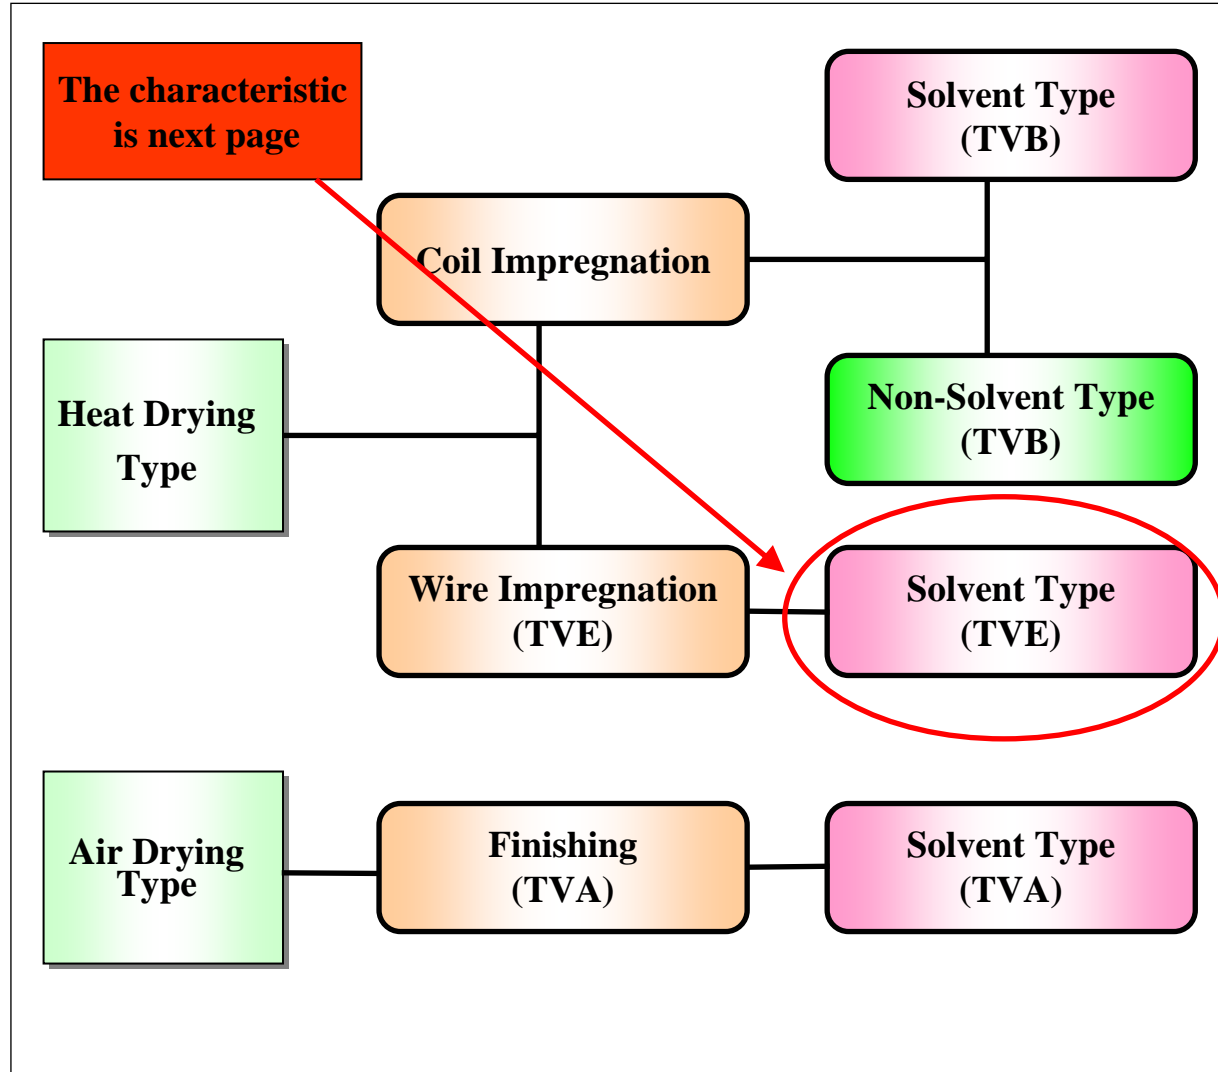 The characteristic
is next page
Solvent Type
(TVB)
Coil Impregnation
Heat Drying
Type
Non-Solvent Type
(TVB)
Wire Impregnation
(TVE)
Solvent Type
(TVE)
Air Drying
Type
Finishing
(TVA)
Solvent Type
(TVA)